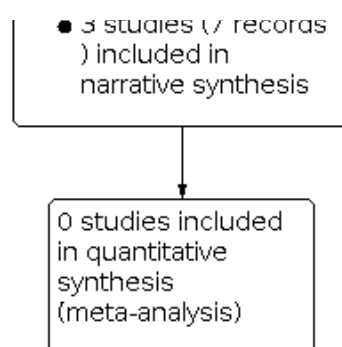 ● 3 studies (7 records
) included in
narrative synthesis
0 studies included
in quantitative
synthesis
(meta-analysis)